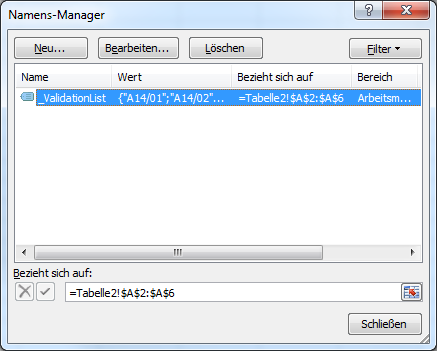 Namens-Manager
Neu... Bearbeiten... Löschen Filter
Name Wert Bezieht sich auf Bereich
_ValidationList {"A14/01";"A14/02"... =Tabelle2!$A$2:$A$6 Arbeitsm...
Bezieht sich auf:
=Tabelle2!$A$2:$A$6
Schließen